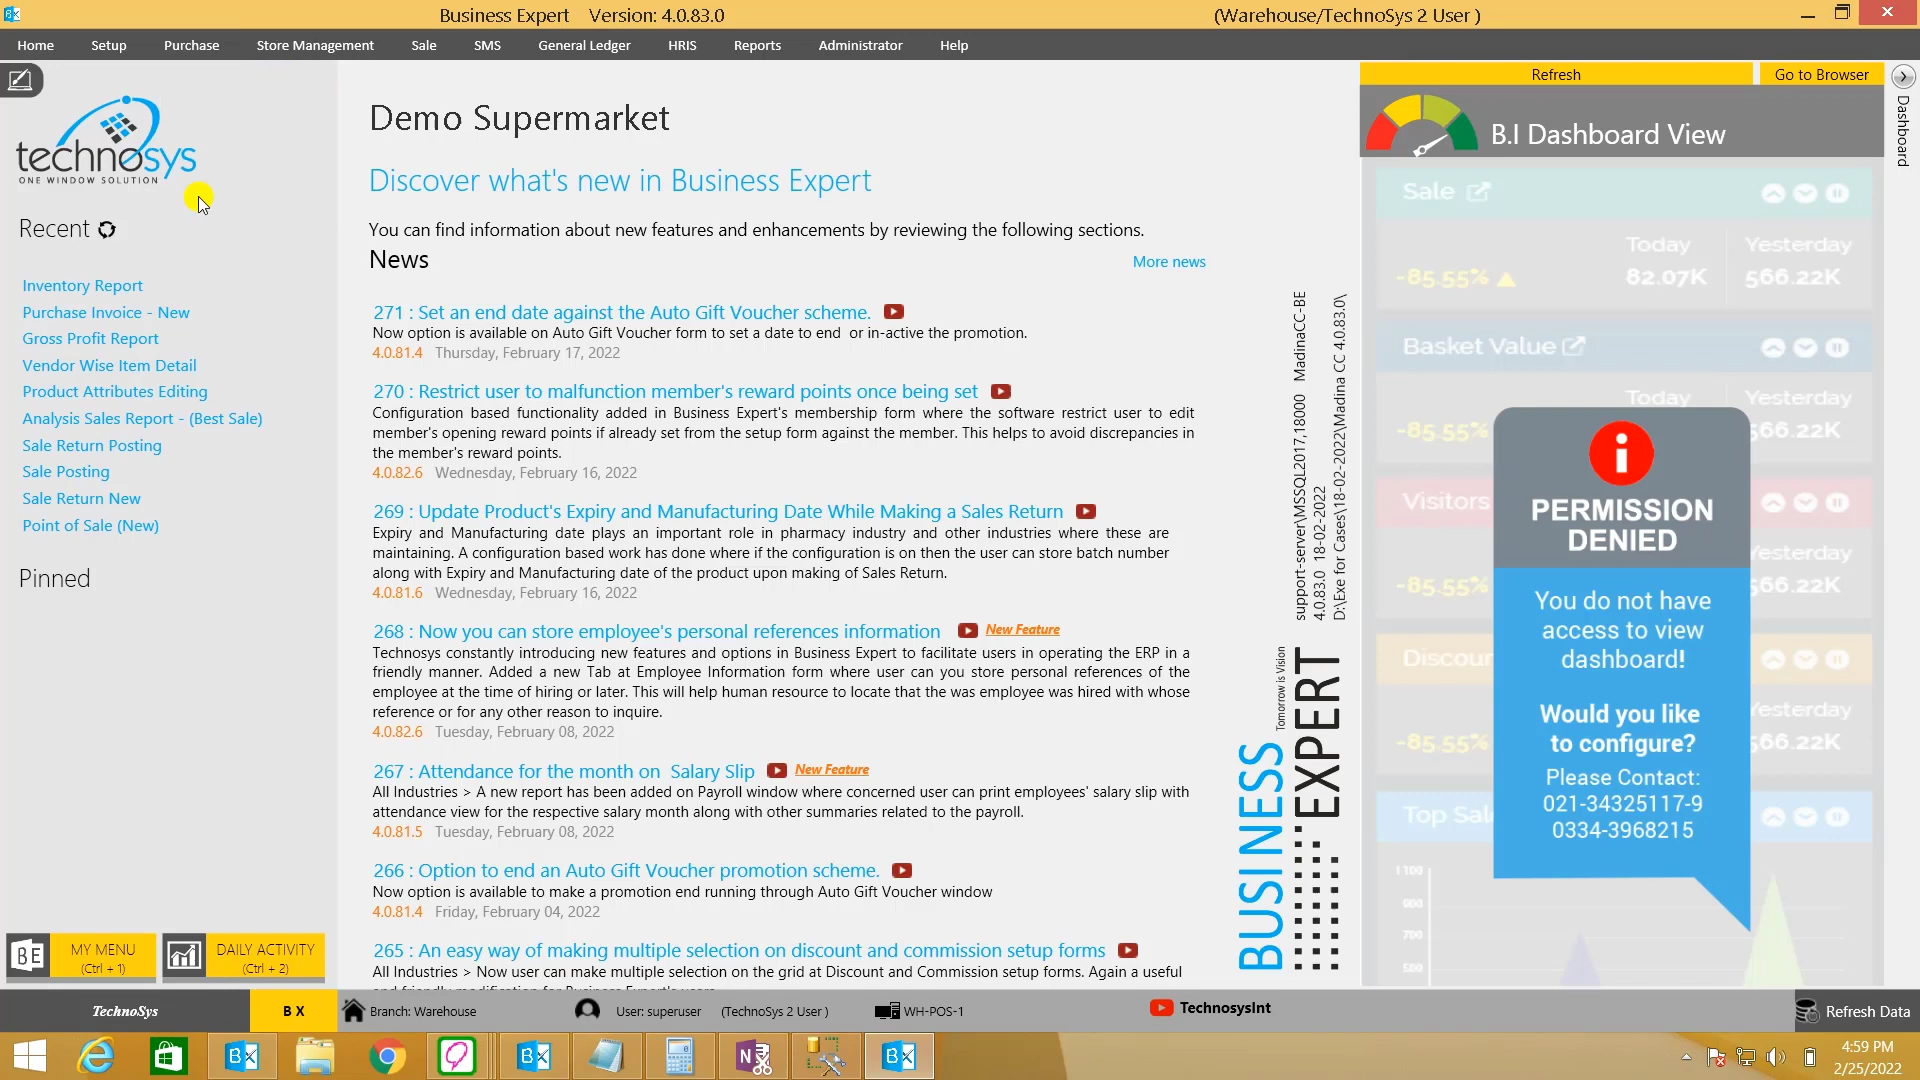 Business Expert    Version: 4.0.83.0
(Warehouse/TechnoSys 2 User )
Home Setup Purchase Store Management Sale SMS General Ledger HRIS Reports Administrator Help
technosys
ONE WINDOW SOLUTION
Recent
Inventory Report
Purchase Invoice - New
Gross Profit Report
Vendor Wise Item Detail
Product Attributes Editing
Analysis Sales Report - (Best Sale)
Sale Return Posting
Sale Posting
Sale Return New
Point of Sale (New)
Pinned
BE MY MENU
(Ctrl + 1)
DAILY ACTIVITY
(Ctrl + 2)
Demo Supermarket
Discover what's new in Business Expert
You can find information about new features and enhancements by reviewing the following sections.
News
More news
271 : Set an end date against the Auto Gift Voucher scheme.
Now option is available on Auto Gift Voucher form to set a date to end  or in-active the promotion.
4.0.81.4 Thursday, February 17, 2022
270 : Restrict user to malfunction member's reward points once being set
Configuration based functionality added in Business Expert's membership form where the software restrict user to edit
member's opening reward points if already set from the setup form against the member. This helps to avoid discrepancies in
the member's reward points.
4.0.82.6 Wednesday, February 16, 2022
269 : Update Product's Expiry and Manufacturing Date While Making a Sales Return
Expiry and Manufacturing date plays an important role in pharmacy industry and other industries where these are
maintaining. A configuration based work has done where if the configuration is on then the user can store batch number
along with Expiry and Manufacturing date of the product upon making of Sales Return.
4.0.81.6 Wednesday, February 16, 2022
268 : Now you can store employee's personal references information New Feature
Technosys constantly introducing new features and options in Business Expert to facilitate users in operating the ERP in a
friendly manner. Added a new Tab at Employee Information form where user can you store personal references of the
employee at the time of hiring or later. This will help human resource to locate that the was employee was hired with whose
reference or for any other reason to inquire.
4.0.82.6 Tuesday, February 08, 2022
267 : Attendance for the month on  Salary Slip New Feature
All Industries > A new report has been added on Payroll window where concerned user can print employees' salary slip with
attendance view for the respective salary month along with other summaries related to the payroll.
4.0.81.5 Tuesday, February 08, 2022
266 : Option to end an Auto Gift Voucher promotion scheme.
Now option is available to make a promotion end running through Auto Gift Voucher window
4.0.81.4 Friday, February 04, 2022
265 : An easy way of making multiple selection on discount and commission setup forms
All Industries > Now user can make multiple selection on the grid at Discount and Commission setup forms. Again a useful
support-server\MSSQL2017,18000 MadinaCC-BE
4.0.83.0 18-02-2022
D:\Exe for Cases\18-02-2022\Madina CC 4.0.83.0\
Tomorrow is Vision
BUSINESS
EXPERT
Refresh
Go to Browser
Dashboard
B.I Dashboard View
Sale
Today Yesterday
-85.55% 82.07K 566.22K
Basket Value
Today Yesterday
-85.55% 566.22K
Visitors
Yesterday
-85.55% 566.22K
Discou
Yesterday
-85.55% 566.22K
Top Sal
1100
900
700
500
PERMISSION
DENIED
You do not have
access to view
dashboard!
Would you like
to configure?
Please Contact:
021-34325117-9
0334-3968215
TechnoSys
B X
Branch: Warehouse
User: superuser
(TechnoSys 2 User )
WH-POS-1
TechnosysInt
Refresh Data
4:59 PM
2/25/2022